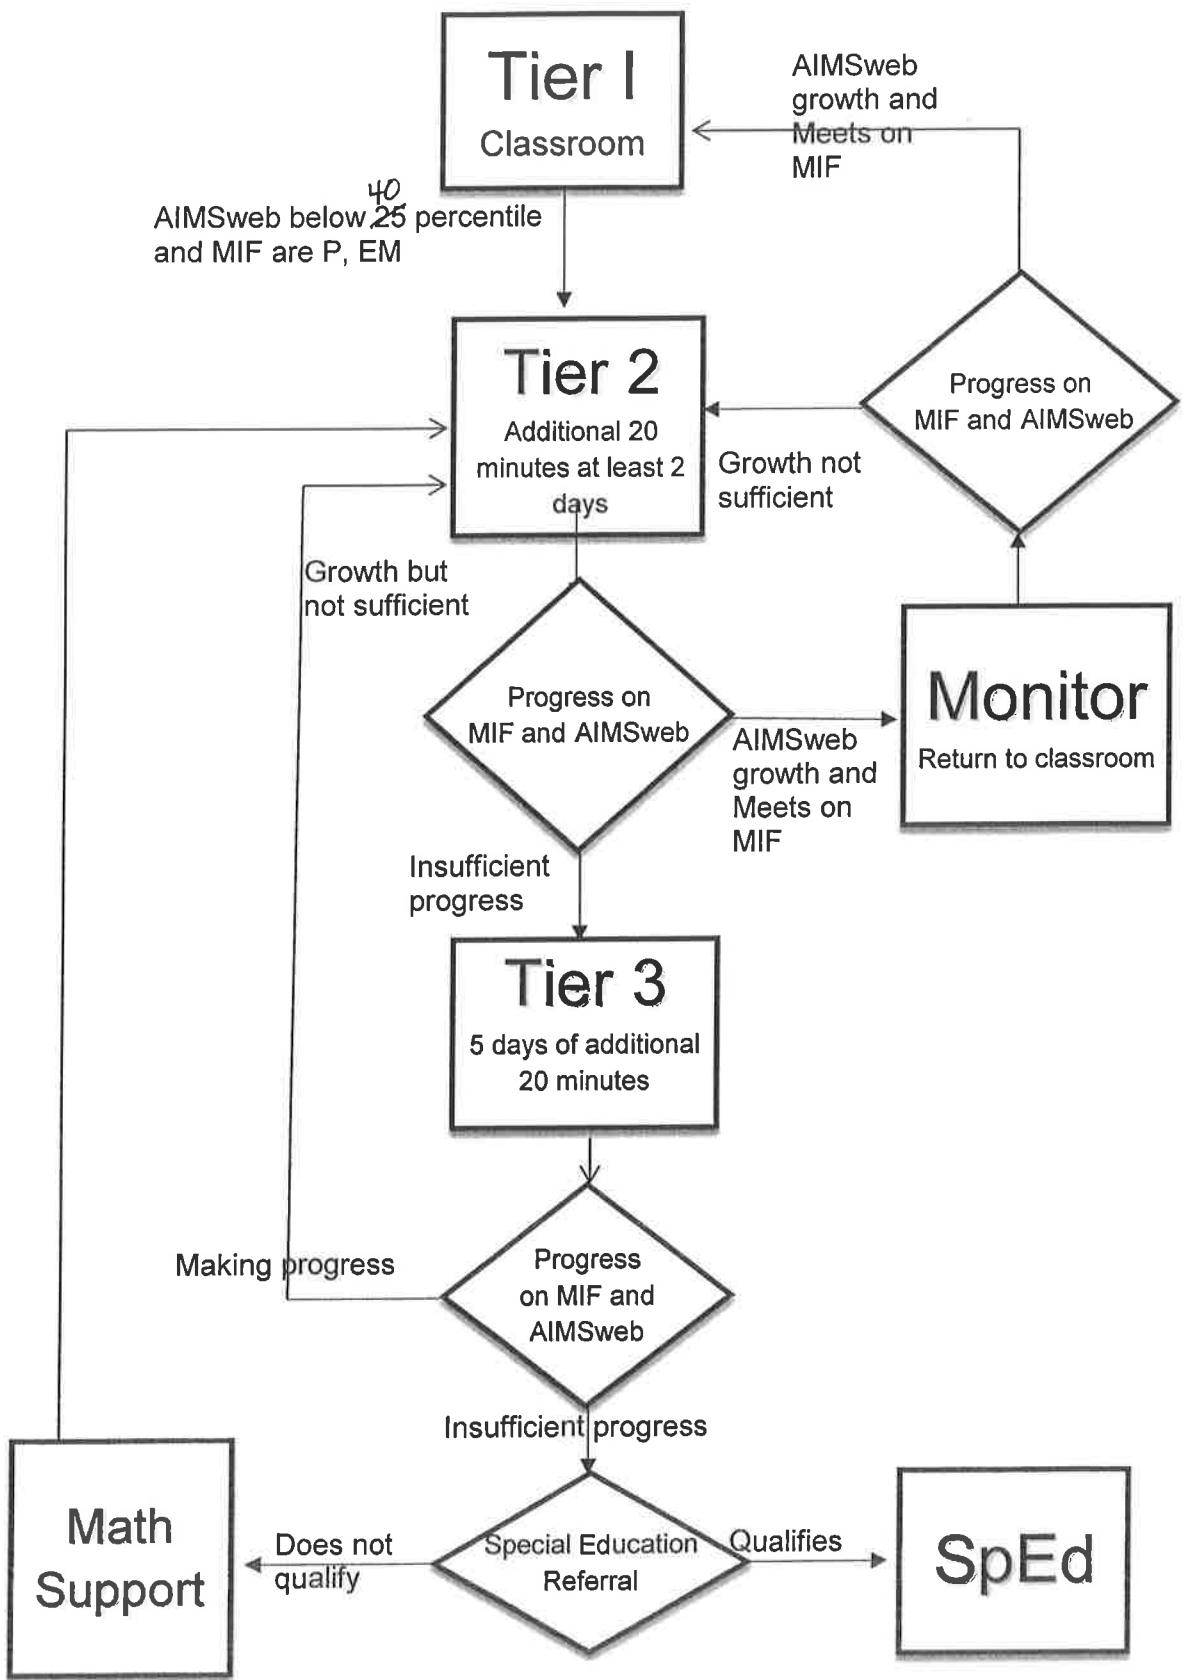 Tier I
Classroom
AIMSweb
growth and
Meets on
MIF
40
AIMSweb below 25 percentile
and MIF are P, EM
Tier 2
Additional 20
minutes at least 2
days
Progress on
MIF and AIMSweb
Growth not
sufficient
Growth but
not sufficient
Progress on
MIF and AIMSweb
AIMSweb
growth and
Meets on
MIF
Monitor
Return to classroom
Insufficient
progress
Tier 3
5 days of additional
20 minutes
Making progress
Progress
on MIF and
AIMSweb
Insufficient progress
Math
Support
Does not
qualify
Special Education
Referral
Qualifies
SpEd